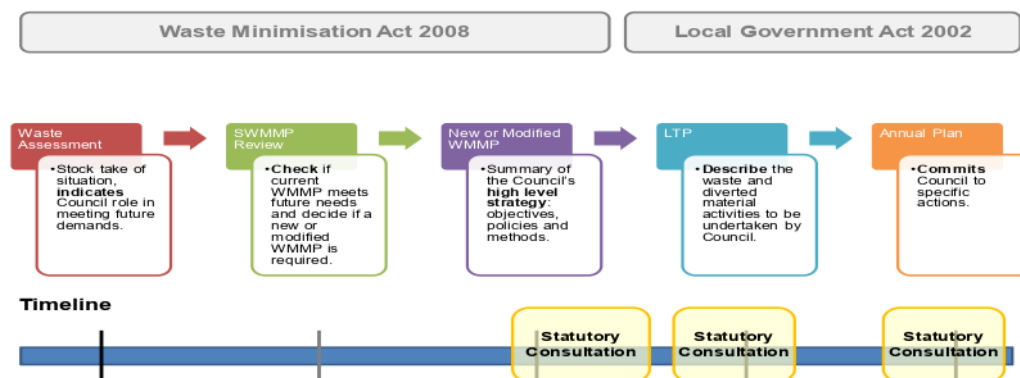 Waste Minimisation Act 2008
Local Government Act 2002
Waste
Assessment
•Stock take of
situation,
indicates
Council role in
meeting future
demands.
SWMMP
Review
•Check if
current
WMMP meets
future needs
and decide if a
new or
modified
WMMP is
required.
New or Modified
WMMP
•Summary of
the Council's
high level
strategy:
objectives,
policies and
methods.
LTP
•Describe the
waste and
diverted
material
activities to be
undertaken by
Council.
Annual Plan
•Commits
Council to
specific
actions.
Timeline
Statutory
Consultation
Statutory
Consultation
Statutory
Consultation